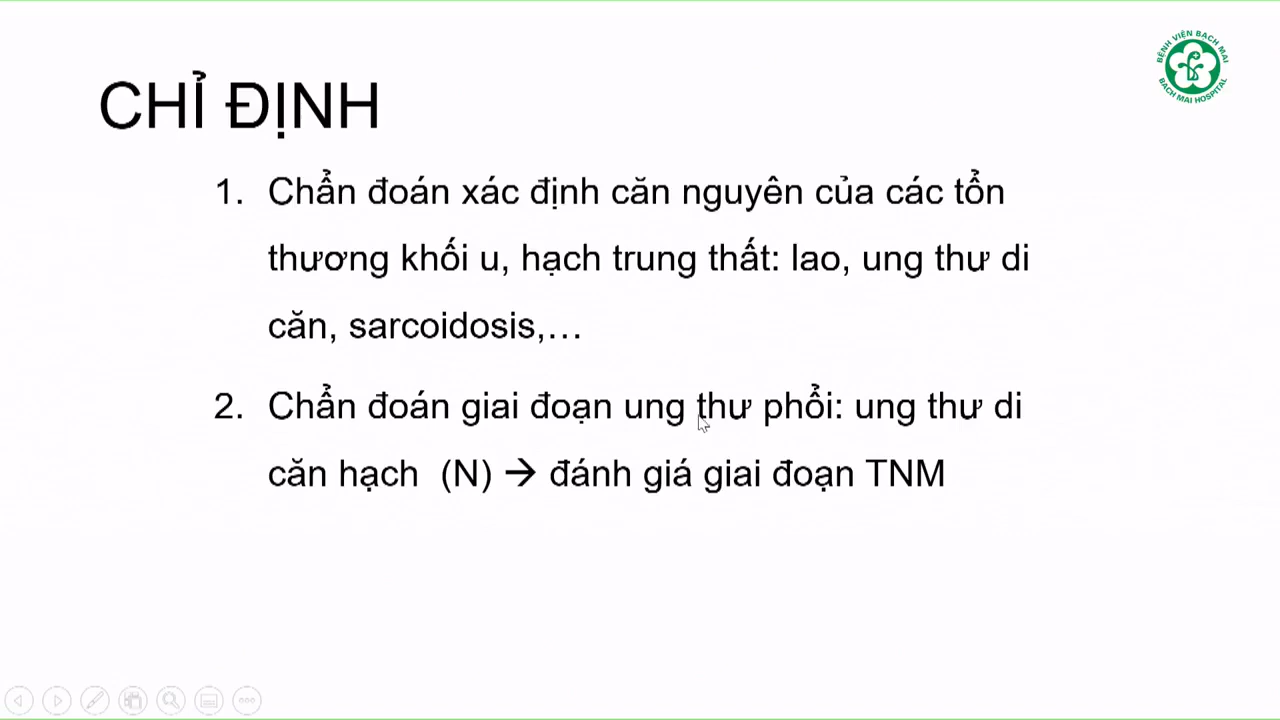 BỆNH VIỆN BẠCH MAI
BACH MAI HOSPITAL
CHỈ ĐỊNH
1. Chẩn đoán xác định căn nguyên của các tổn
thương khối u, hạch trung thất: lao, ung thư di
căn, sarcoidosis,…
2. Chẩn đoán giai đoạn ung thư phổi: ung thư di
căn hạch (N) → đánh giá giai đoạn TNM